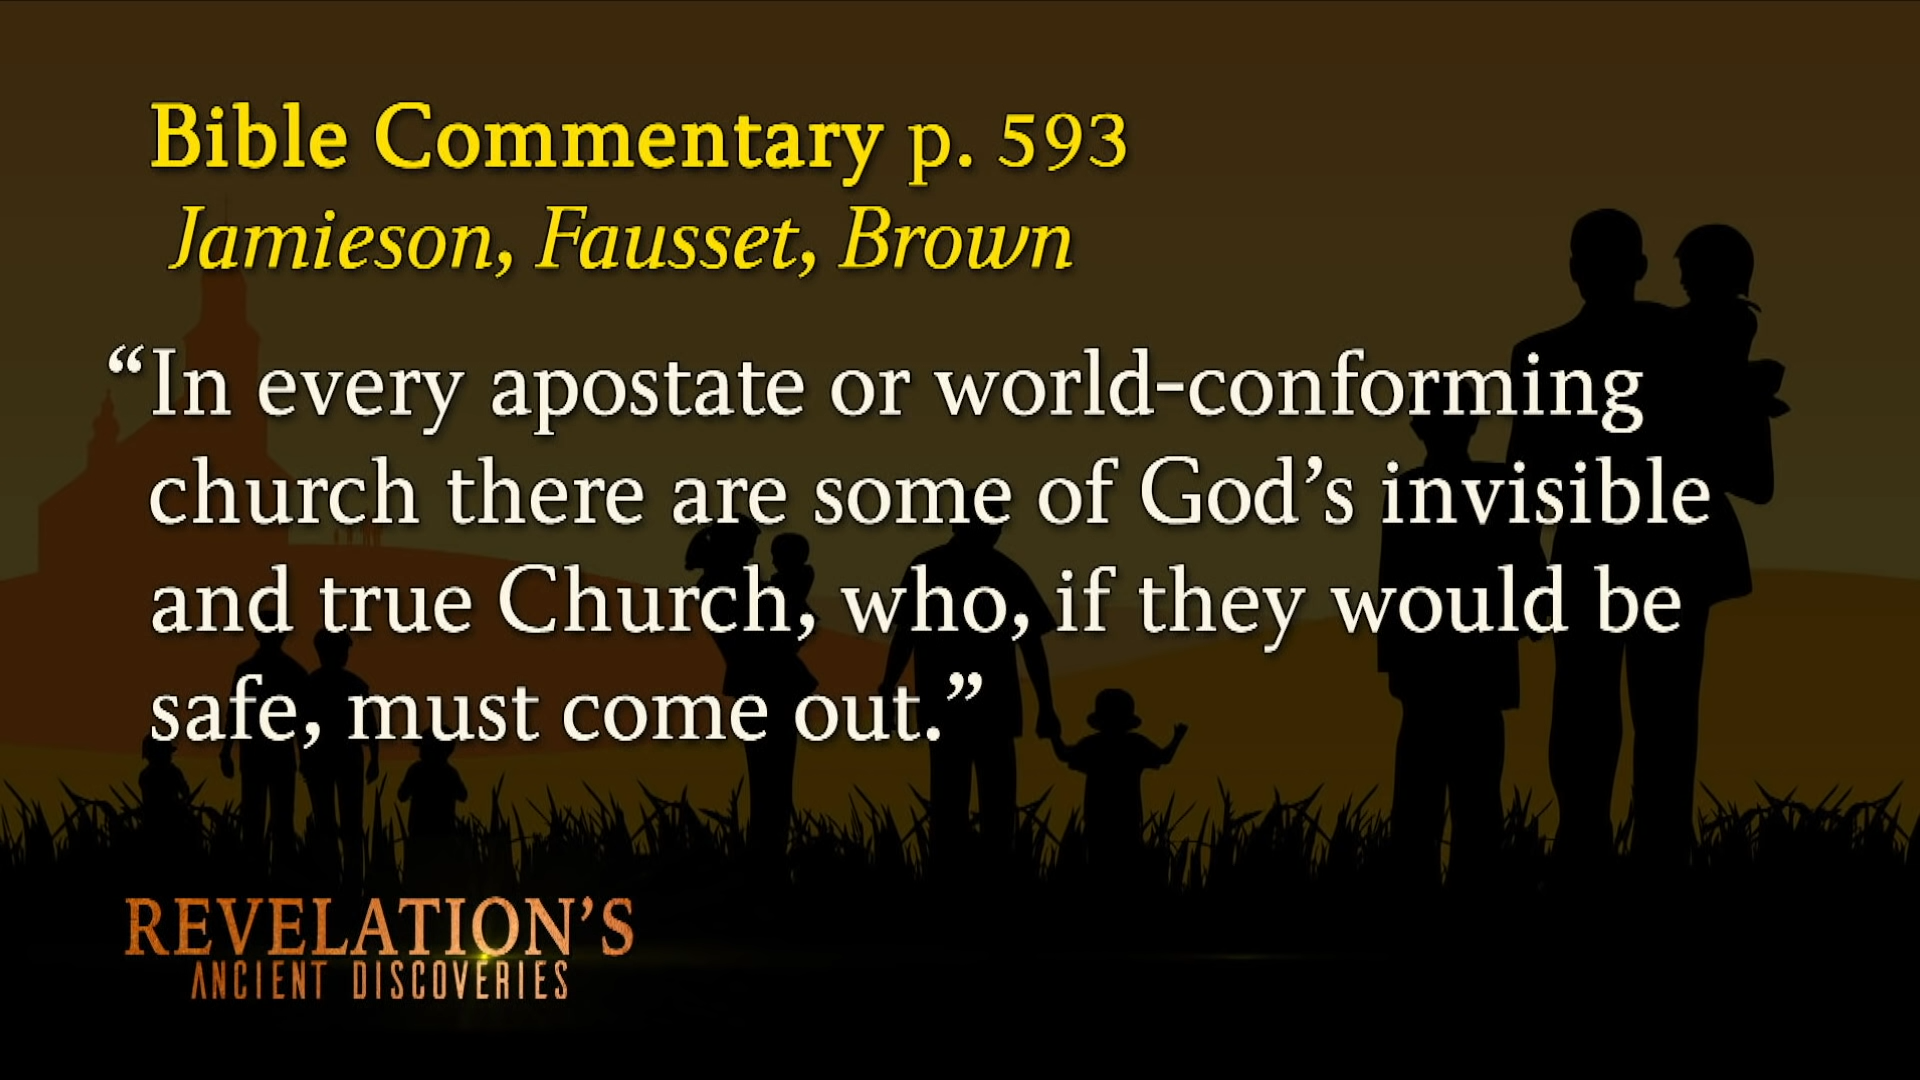 Bible Commentary p. 593
Jamieson, Fausset, Brown
“In every apostate or world-conforming
church there are some of God’s invisible
and true Church, who, if they would be
safe, must come out.”
REVELATION’S
ANCIENT DISCOVERIES